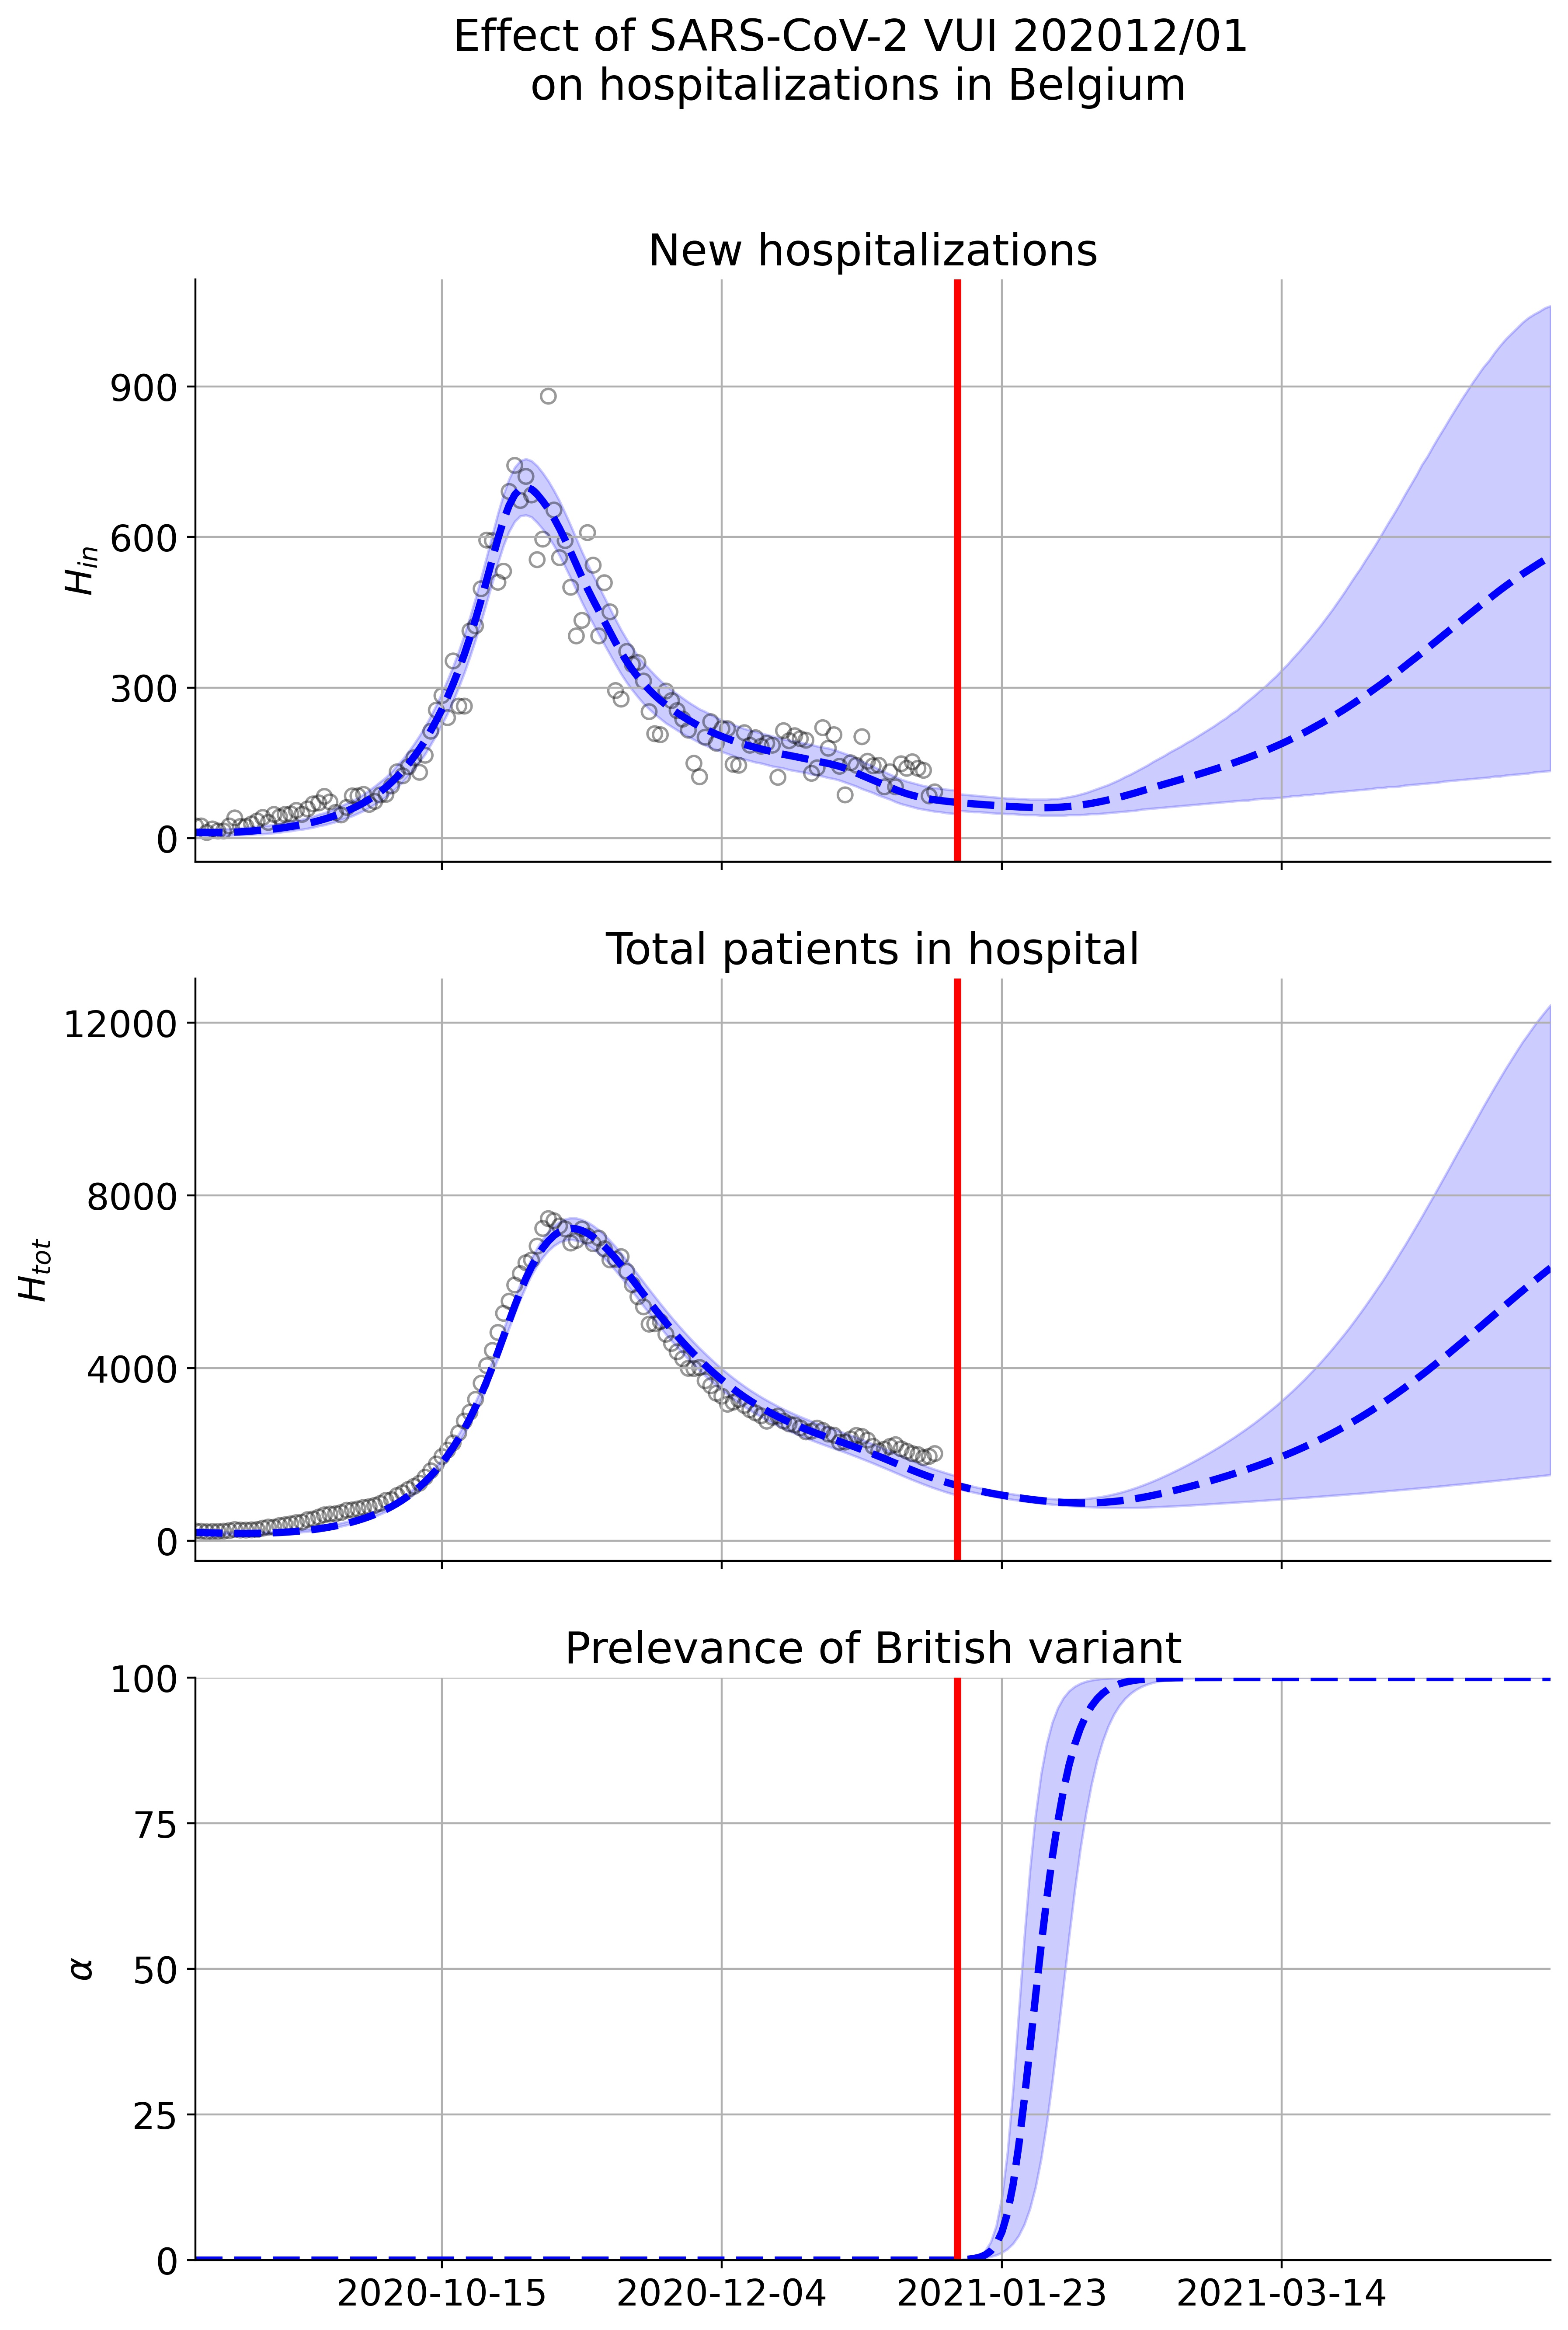 Effect of SARS-CoV-2 VUI 202012/01
on hospitalizations in Belgium
New hospitalizations
900
600
300
0
H_in
Total patients in hospital
12000
8000
4000
0
H_tot
Prelevance of British variant
100
75
50
25
0
α
2020-10-15 2020-12-04 2021-01-23 2021-03-14